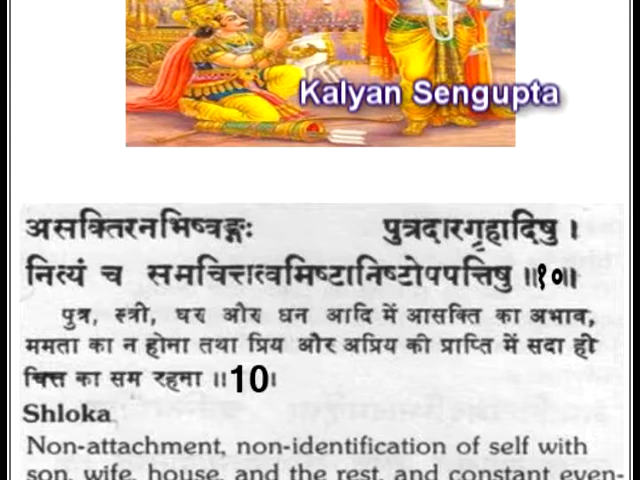 Kalyan Sengupta
असक्तिरनभिष्वङ्गः पुत्रदारगृहादिषु ।
नित्यं च समचित्तत्वमिष्टानिष्टोपपत्तिषु ॥१०॥
पुत्र, स्त्री, घर और धन आदि में आसक्ति का अभाव,
ममता का न होना तथा प्रिय और अप्रिय की प्राप्ति में सदा ही
चित्त का सम रहना ॥10।
Shloka
Non-attachment, non-identification of self with
son, wife, house, and the rest, and constant even-